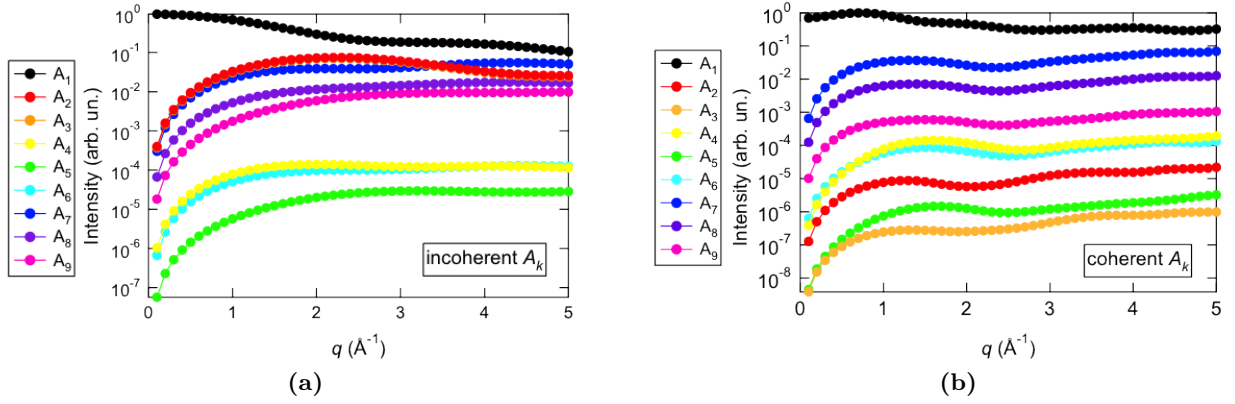 A1
A2
A3
A4
A5
A6
A7
A8
A9
Intensity (arb. un.)
10^0
10^-1
10^-2
10^-3
10^-4
10^-5
10^-6
10^-7
incoherent A_k
0 1 2 3 4 5
q (Å^-1)
(a)
A1
A2
A3
A4
A5
A6
A7
A8
A9
Intensity (arb. un.)
10^0
10^-1
10^-2
10^-3
10^-4
10^-5
10^-6
10^-7
10^-8
coherent A_k
0 1 2 3 4 5
q (Å^-1)
(b)